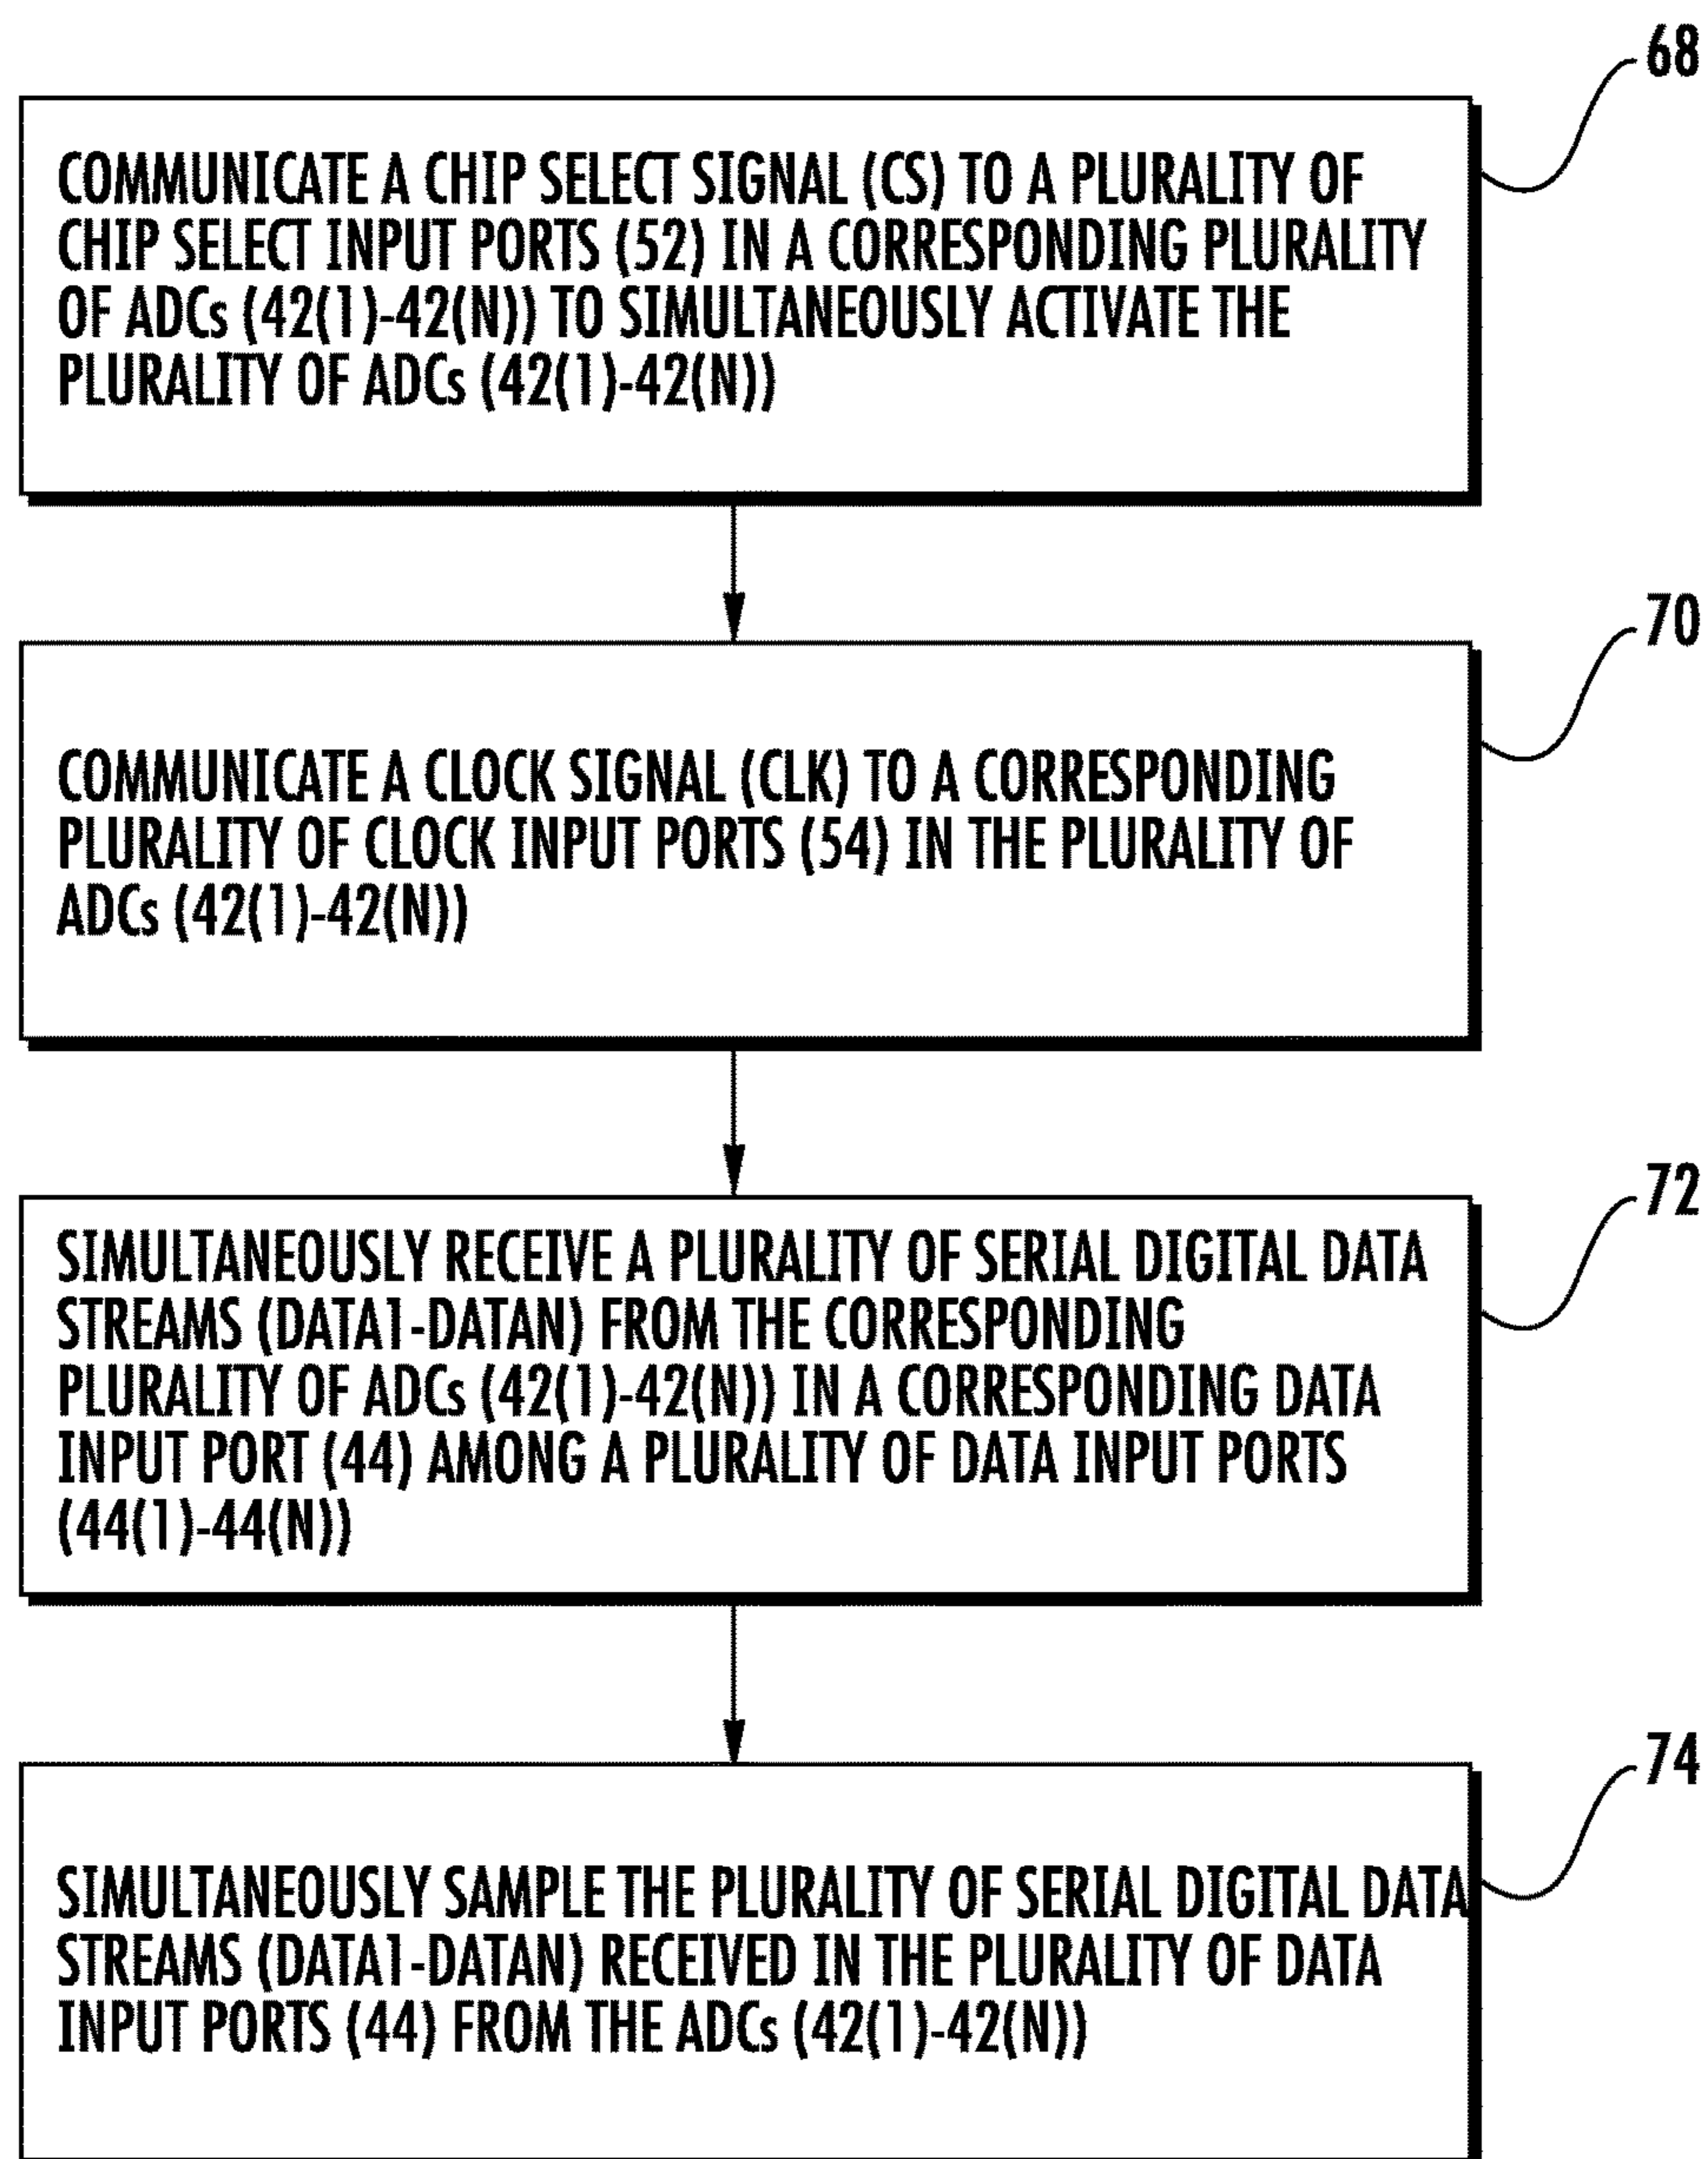 68
COMMUNICATE A CHIP SELECT SIGNAL (CS) TO A PLURALITY OF
CHIP SELECT INPUT PORTS (52) IN A CORRESPONDING PLURALITY
OF ADCs (42(1)-42(N)) TO SIMULTANEOUSLY ACTIVATE THE
PLURALITY OF ADCs (42(1)-42(N))
70
COMMUNICATE A CLOCK SIGNAL (CLK) TO A CORRESPONDING
PLURALITY OF CLOCK INPUT PORTS (54) IN THE PLURALITY OF
ADCs (42(1)-42(N))
72
SIMULTANEOUSLY RECEIVE A PLURALITY OF SERIAL DIGITAL DATA
STREAMS (DATA1-DATAN) FROM THE CORRESPONDING
PLURALITY OF ADCs (42(1)-42(N)) IN A CORRESPONDING DATA
INPUT PORT (44) AMONG A PLURALITY OF DATA INPUT PORTS
(44(1)-44(N))
74
SIMULTANEOUSLY SAMPLE THE PLURALITY OF SERIAL DIGITAL DATA
STREAMS (DATA1-DATAN) RECEIVED IN THE PLURALITY OF DATA
INPUT PORTS (44) FROM THE ADCs (42(1)-42(N))